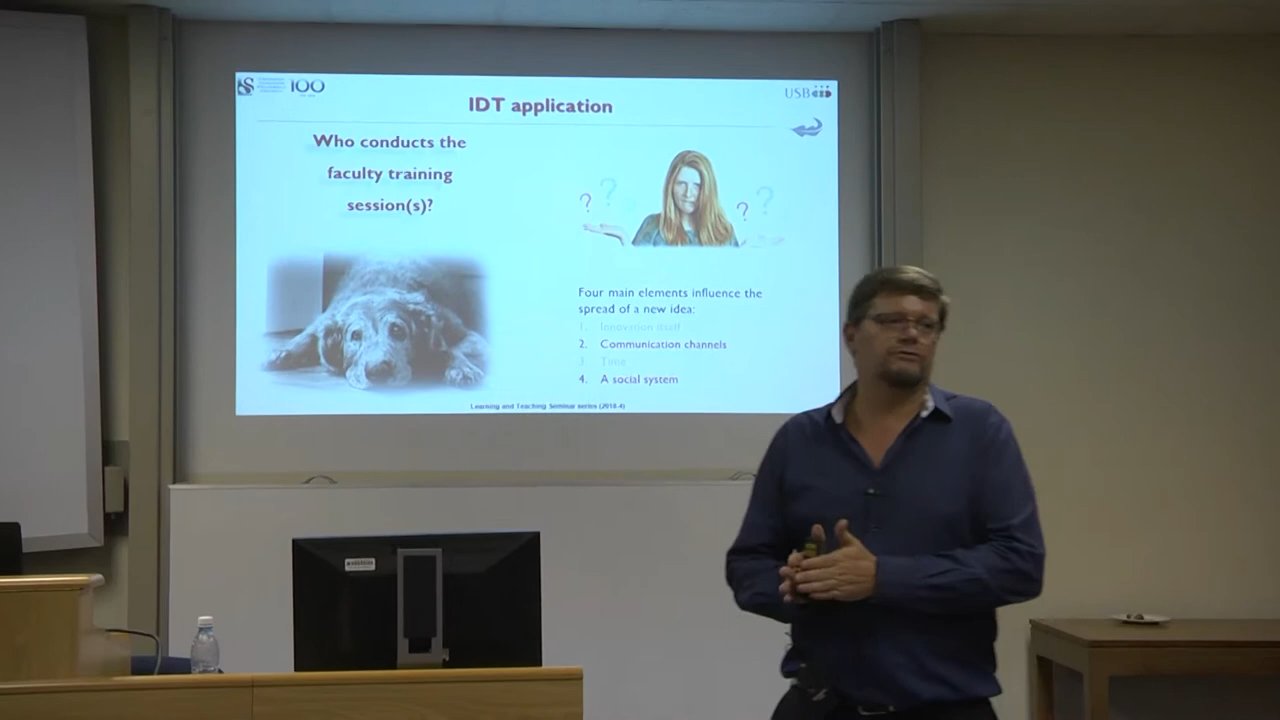 100
USB
IDT application
Who conducts the
faculty training
session(s)?
? ? ? ?
Four main elements influence the
spread of a new idea:
1. Innovation itself
2. Communication channels
3. Time
4. A social system
Learning and Teaching Seminar series (2018.4)